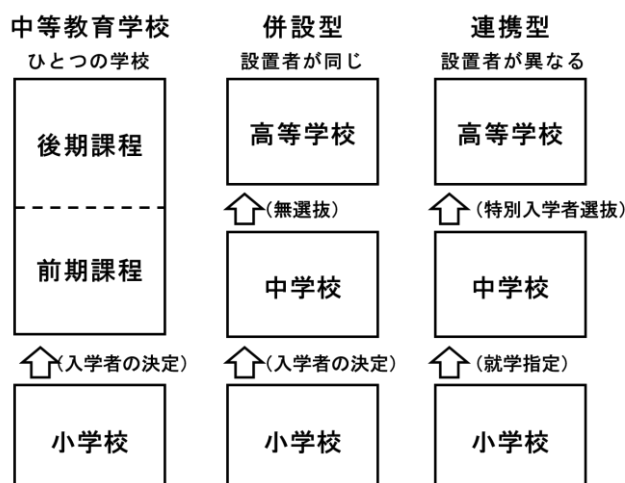 中等教育学校
ひとつの学校
後期課程
前期課程
(入学者の決定)
小学校
併設型
設置者が同じ
高等学校
(無選抜)
中学校
(入学者の決定)
小学校
連携型
設置者が異なる
高等学校
(特別入学者選抜)
中学校
(就学指定)
小学校